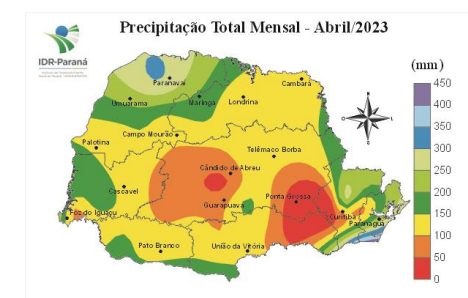 Precipitação Total Mensal - Abril/2023
IDR-Paraná
(mm)
450
400
350
300
250
200
150
100
50
0
Paranavaí
Cambará
Umuarama
Maringá
Londrina
Campo Mourão
Palotina
Telêmaco Borba
Cândido de Abreu
Cascavel
Guarapuava
Ponta Grossa
Curitiba
Foz do Iguaçu
Paranaguá
Pato Branco
União da Vitória